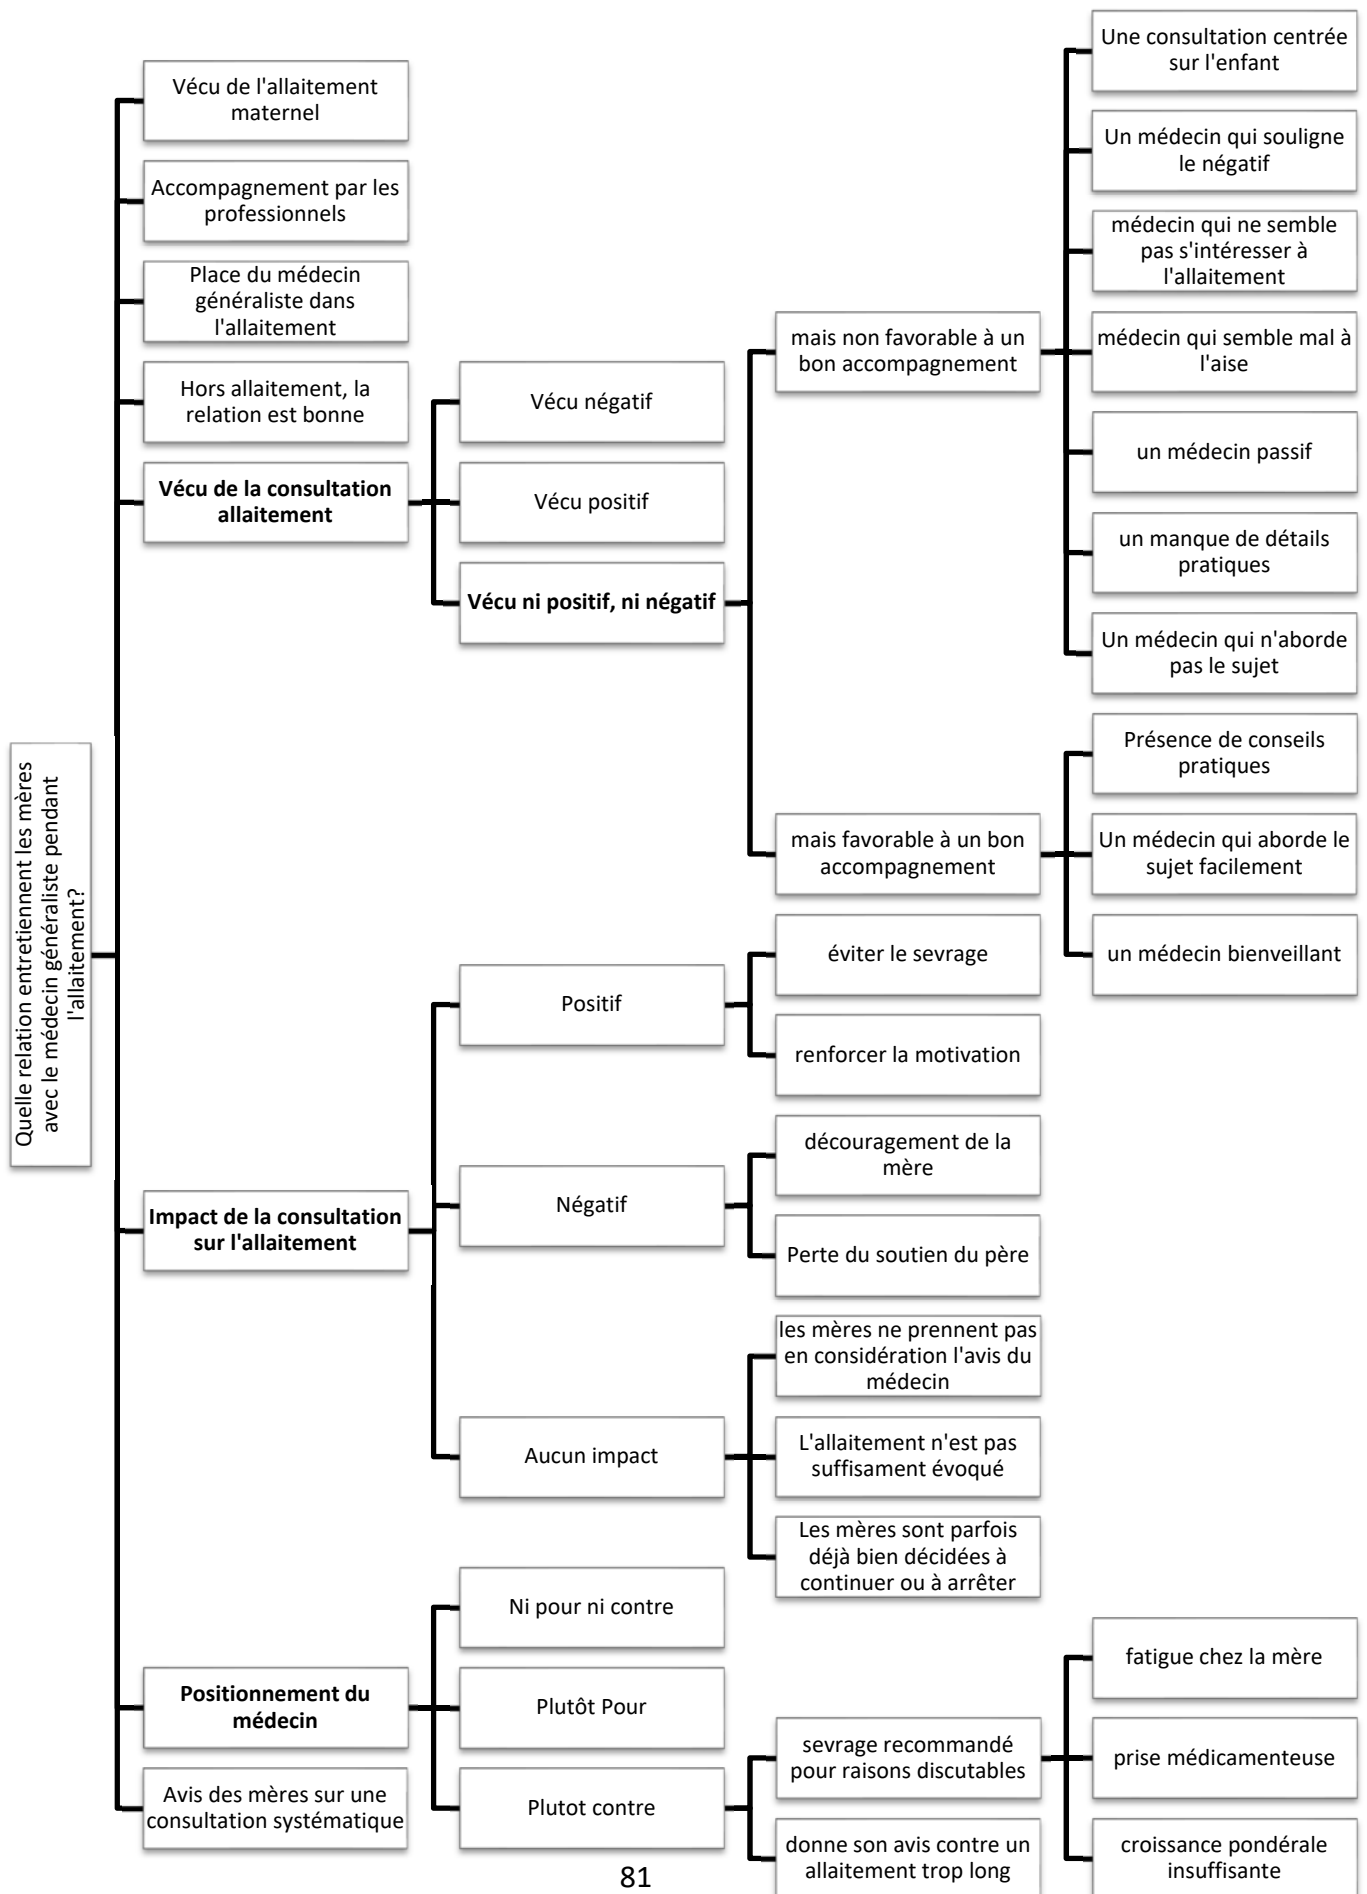 Quelle relation entretiennent les mères
avec le médecin généraliste pendant
l'allaitement?
Vécu de l'allaitement
maternel
Accompagnement par les
professionnels
Place du médecin
généraliste dans
l'allaitement
Hors allaitement, la
relation est bonne
Vécu de la consultation
allaitement
Vécu négatif
Vécu positif
Vécu ni positif, ni négatif
mais non favorable à un
bon accompagnement
Une consultation centrée
sur l'enfant
Un médecin qui souligne
le négatif
médecin qui ne semble
pas s'intéresser à
l'allaitement
médecin qui semble mal à
l'aise
un médecin passif
un manque de détails
pratiques
Un médecin qui n'aborde
pas le sujet
mais favorable à un bon
accompagnement
Présence de conseils
pratiques
Un médecin qui aborde le
sujet facilement
un médecin bienveillant
Impact de la consultation
sur l'allaitement
Positif
éviter le sevrage
renforcer la motivation
Négatif
découragement de la
mère
Perte du soutien du père
Aucun impact
les mères ne prennent pas
en considération l'avis du
médecin
L'allaitement n'est pas
suffisament évoqué
Les mères sont parfois
déjà bien décidées à
continuer ou à arrêter
Positionnement du
médecin
Ni pour ni contre
Plutôt Pour
Plutot contre
sevrage recommandé
pour raisons discutables
fatigue chez la mère
prise médicamenteuse
croissance pondérale
insuffisante
donne son avis contre un
allaitement trop long
Avis des mères sur une
consultation systématique
81